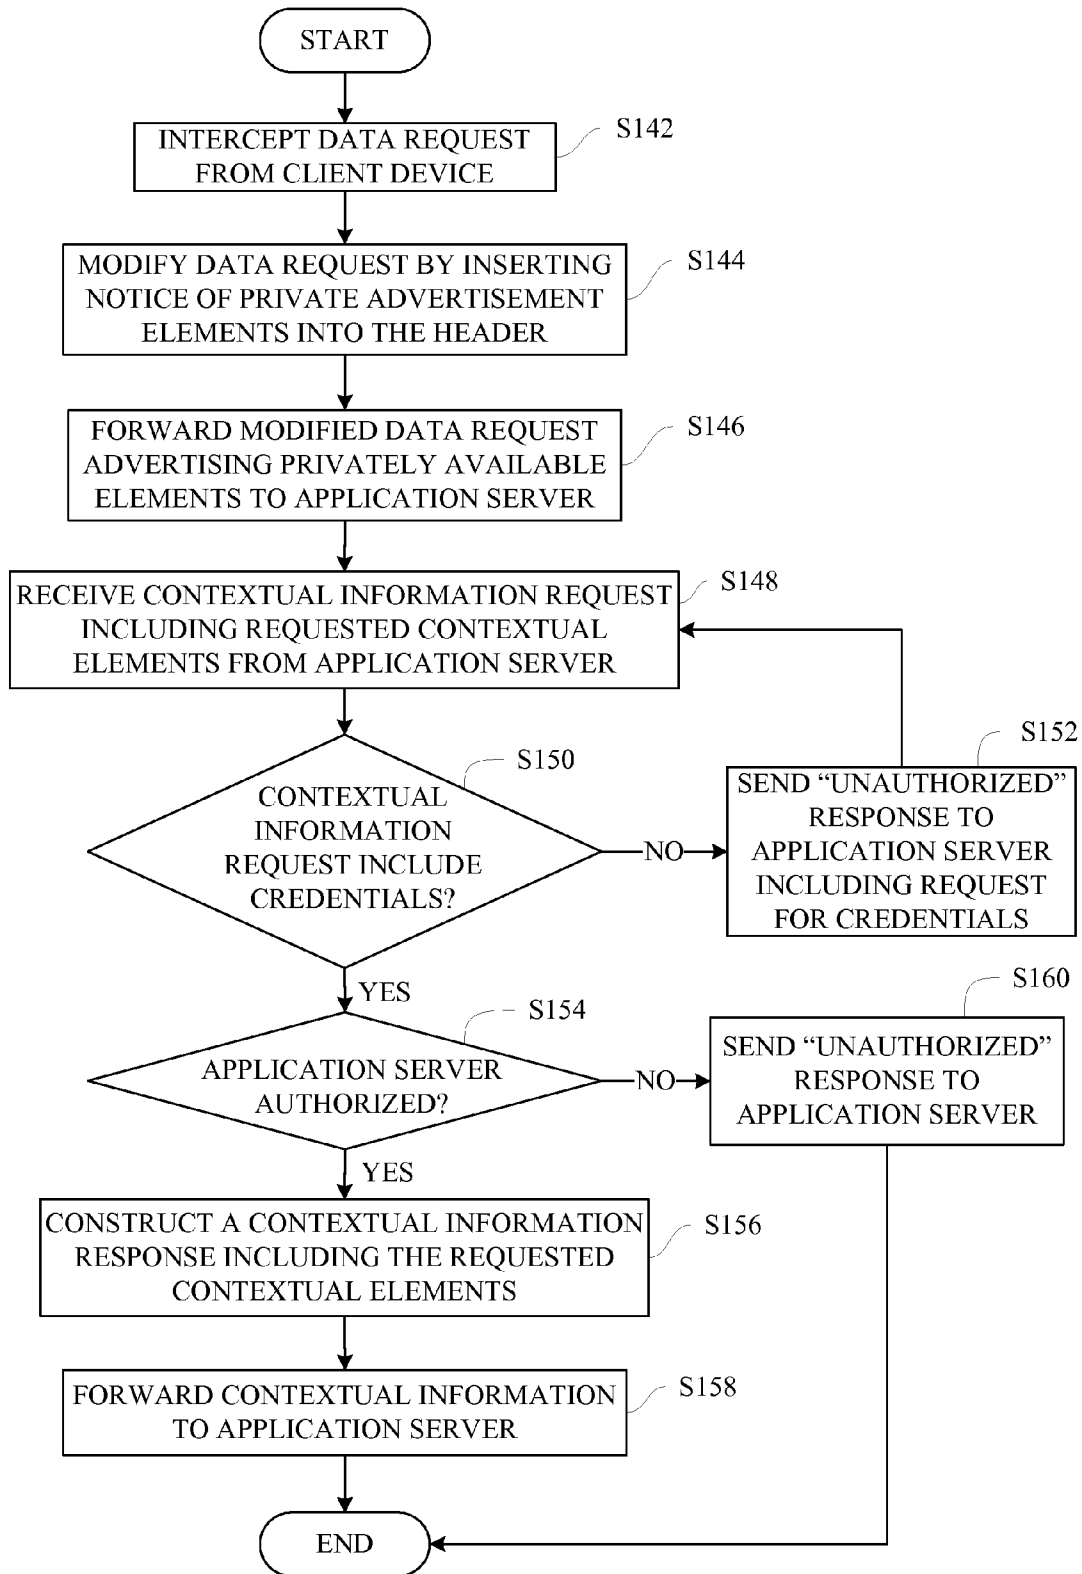 START
S142
INTERCEPT DATA REQUEST
FROM CLIENT DEVICE
S144
MODIFY DATA REQUEST BY INSERTING
NOTICE OF PRIVATE ADVERTISEMENT
ELEMENTS INTO THE HEADER
S146
FORWARD MODIFIED DATA REQUEST
ADVERTISING PRIVATELY AVAILABLE
ELEMENTS TO APPLICATION SERVER
S148
RECEIVE CONTEXTUAL INFORMATION REQUEST
INCLUDING REQUESTED CONTEXTUAL
ELEMENTS FROM APPLICATION SERVER
S150
CONTEXTUAL
INFORMATION
REQUEST INCLUDE
CREDENTIALS?
NO
S152
SEND “UNAUTHORIZED”
RESPONSE TO
APPLICATION SERVER
INCLUDING REQUEST
FOR CREDENTIALS
YES
S154
APPLICATION SERVER
AUTHORIZED?
NO
S160
SEND “UNAUTHORIZED”
RESPONSE TO
APPLICATION SERVER
YES
S156
CONSTRUCT A CONTEXTUAL INFORMATION
RESPONSE INCLUDING THE REQUESTED
CONTEXTUAL ELEMENTS
S158
FORWARD CONTEXTUAL INFORMATION
TO APPLICATION SERVER
END